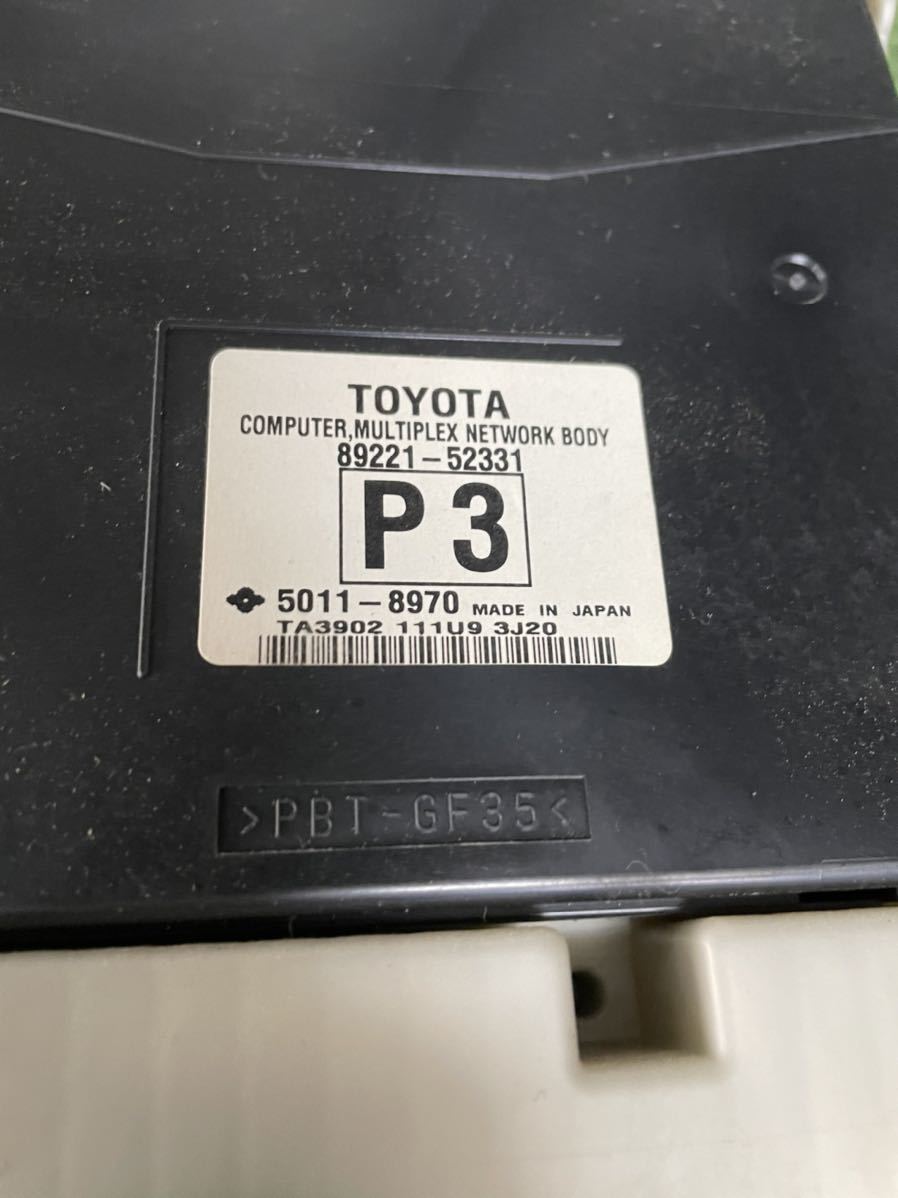 TOYOTA
COMPUTER,MULTIPLEX NETWORK BODY
89221-52331
P3
5011-8970 MADE IN JAPAN
TA3902 111U9 3J20
>PBT-GF35<